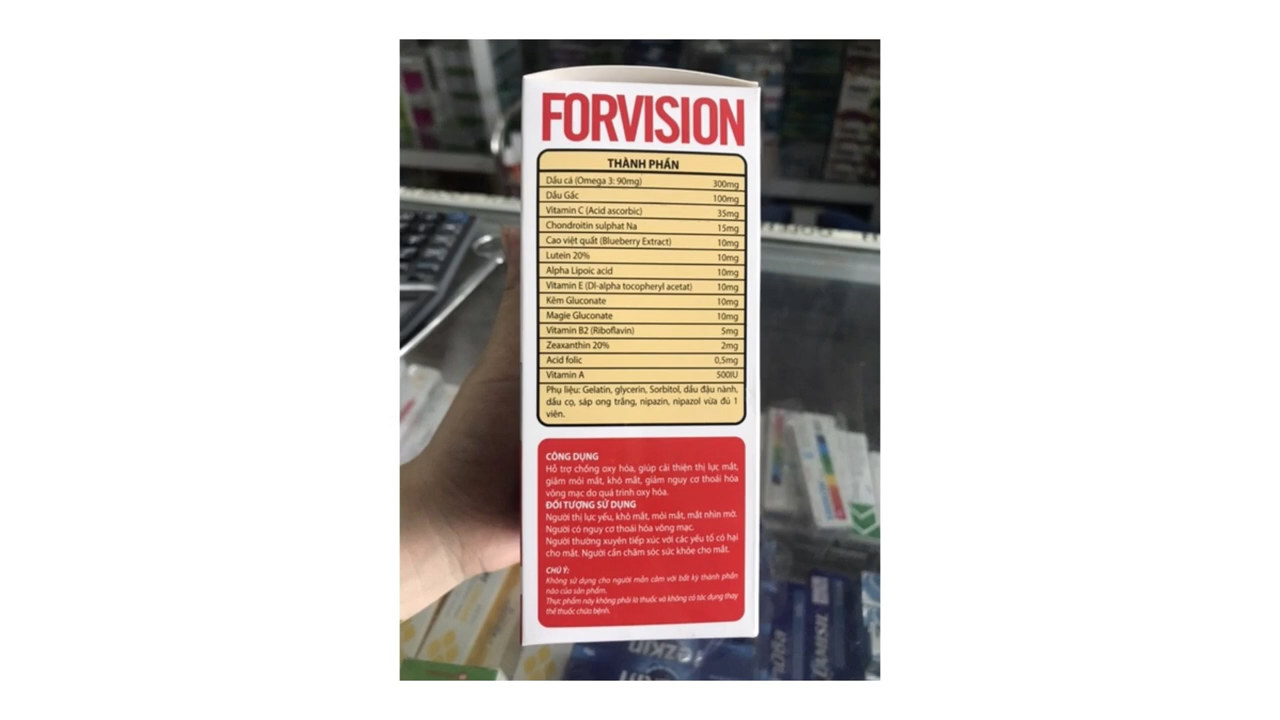 FORVISION
THÀNH PHẦN
Dầu cá (Omega 3: 90mg) 300mg
Dầu Gấc 100mg
Vitamin C (Acid ascorbic) 35mg
Chondroitin sulphat Na 15mg
Cao việt quất (Blueberry Extract) 10mg
Lutein 20% 10mg
Alpha Lipoic acid 10mg
Vitamin E (Dl-alpha tocopheryl acetat) 10mg
Kẽm Gluconate 10mg
Magie Gluconate 10mg
Vitamin B2 (Riboflavin) 5mg
Zeaxanthin 20% 2mg
Acid folic 0,5mg
Vitamin A 500IU
Phụ liệu: Gelatin, glycerin, Sorbitol, dầu đậu nành,
dầu cọ, sáp ong trắng, nipazin, nipazol vừa đủ 1
viên.
CÔNG DỤNG
Hỗ trợ chống oxy hóa, giúp cải thiện thị lực mắt,
giảm mỏi mắt, khô mắt, giảm nguy cơ thoái hóa
võng mạc do quá trình oxy hóa.
ĐỐI TƯỢNG SỬ DỤNG
Người thị lực yếu, khô mắt, mỏi mắt, mắt nhìn mờ.
Người có nguy cơ thoái hóa võng mạc.
Người thường xuyên tiếp xúc với các yếu tố có hại
cho mắt. Người cần chăm sóc sức khỏe cho mắt.
CHÚ Ý:
Không sử dụng cho người mẫn cảm với bất kỳ thành phần
nào của sản phẩm.
Thực phẩm này không phải là thuốc và không có tác dụng thay
thế thuốc chữa bệnh.
LAMISIL